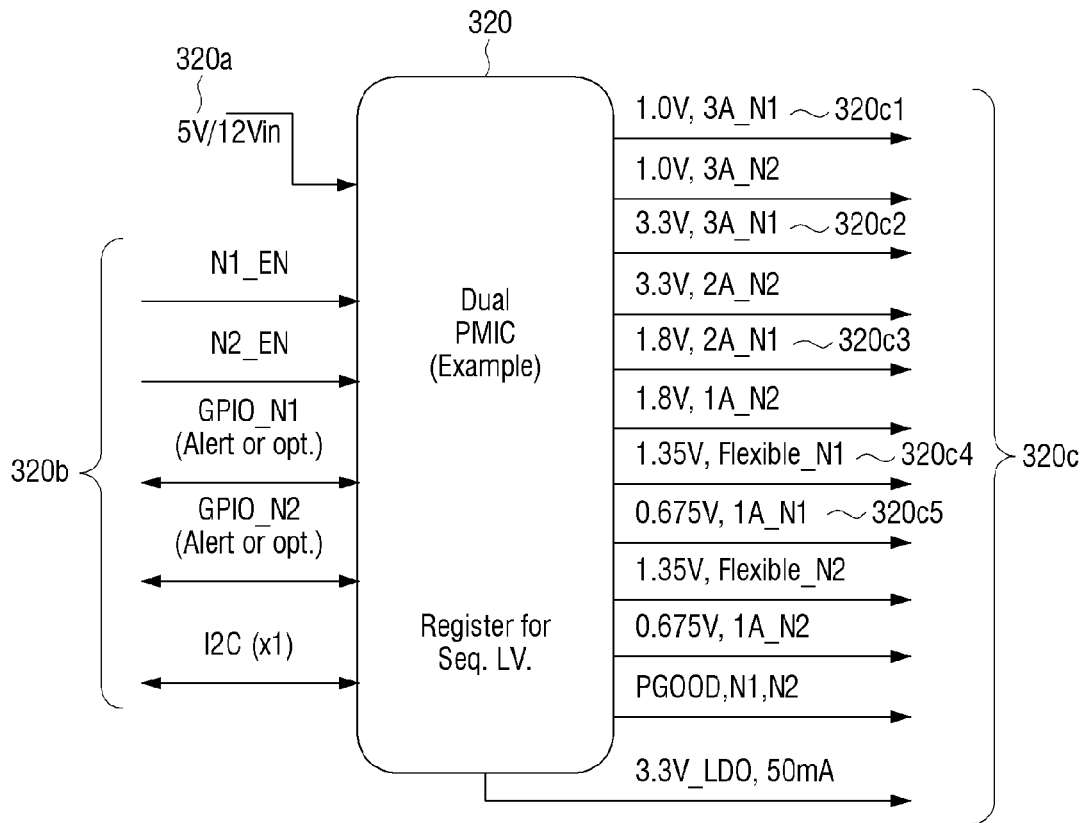 320
320a
5V/12Vin
N1_EN
N2_EN
GPIO_N1
(Alert or opt.)
GPIO_N2
(Alert or opt.)
I2C (x1)
320b
Dual
PMIC
(Example)
Register for
Seq. LV.
1.0V, 3A_N1 320c1
1.0V, 3A_N2
3.3V, 3A_N1 320c2
3.3V, 2A_N2
1.8V, 2A_N1 320c3
1.8V, 1A_N2
1.35V, Flexible_N1 320c4
0.675V, 1A_N1 320c5
1.35V, Flexible_N2
0.675V, 1A_N2
PGOOD,N1,N2
3.3V_LDO, 50mA
320c